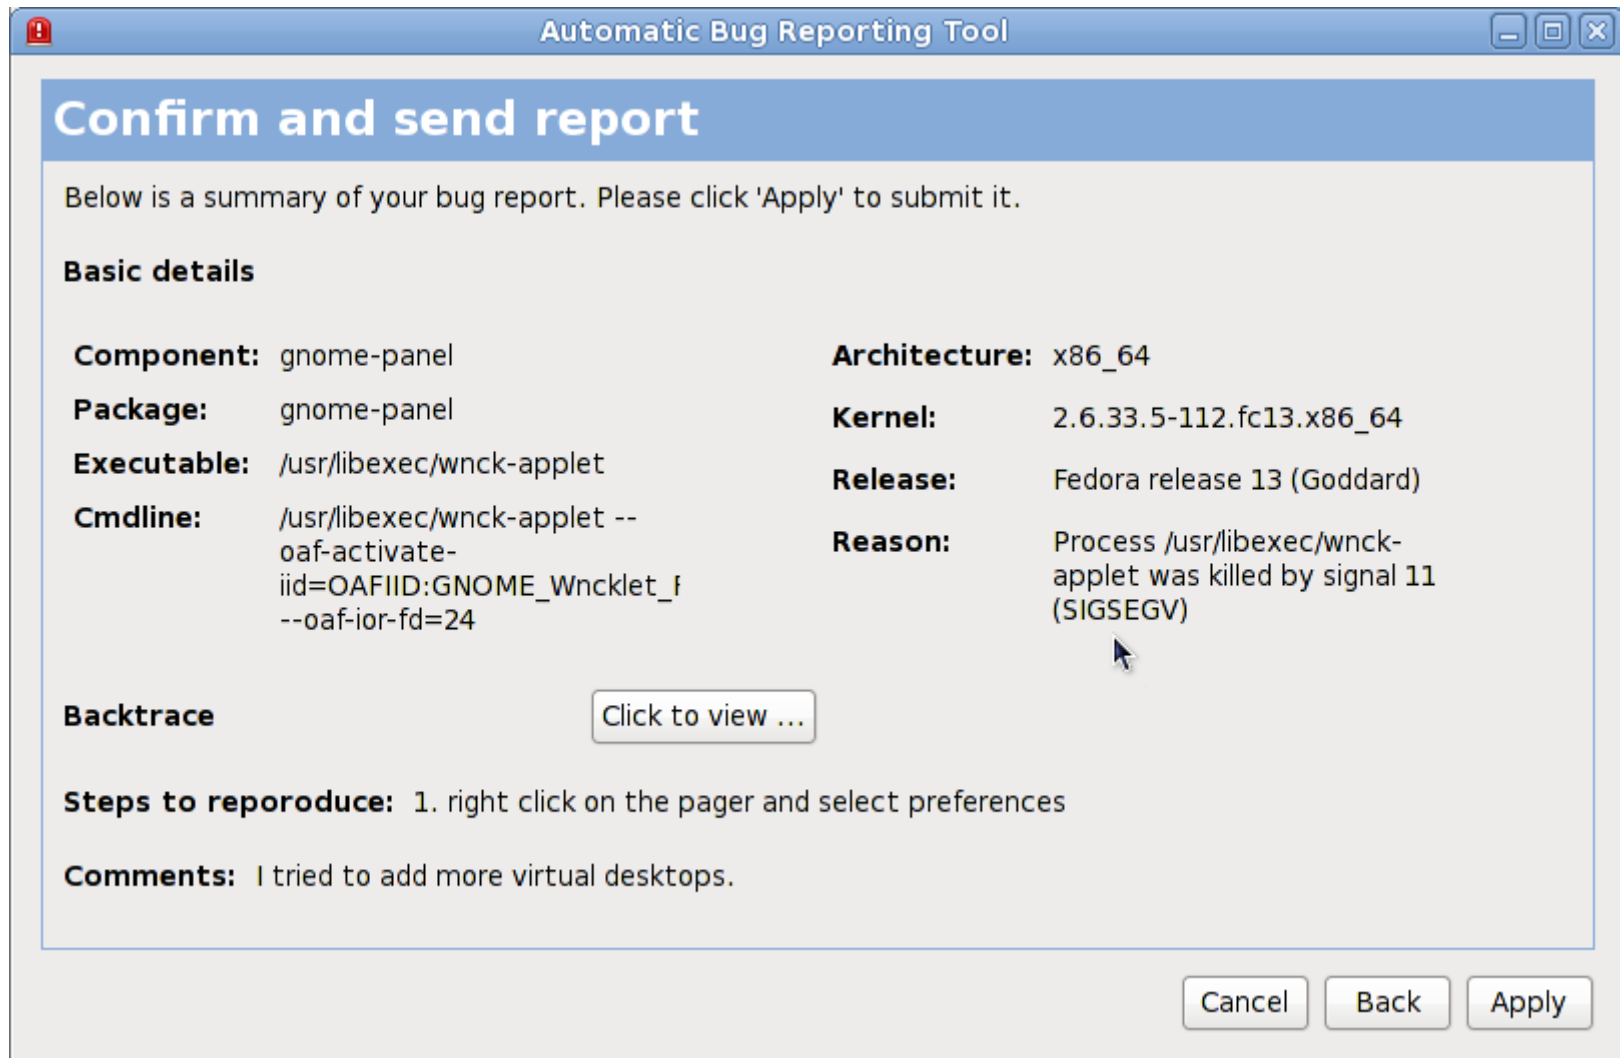 Automatic Bug Reporting Tool
Confirm and send report
Below is a summary of your bug report. Please click 'Apply' to submit it.
Basic details
Component: gnome-panel
Package: gnome-panel
Executable: /usr/libexec/wnck-applet
Cmdline: /usr/libexec/wnck-applet --
oaf-activate-
iid=OAFIID:GNOME_Wncklet_
--oaf-ior-fd=24
Architecture: x86_64
Kernel: 2.6.33.5-112.fc13.x86_64
Release: Fedora release 13 (Goddard)
Reason: Process /usr/libexec/wnck-
applet was killed by signal 11
(SIGSEGV)
Backtrace
Click to view ...
Steps to reporoduce: 1. right click on the pager and select preferences
Comments: I tried to add more virtual desktops.
Cancel
Back
Apply